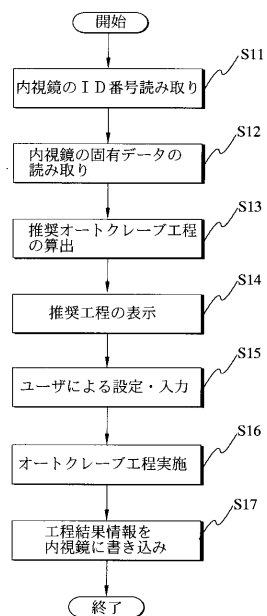 開始
S11
内視鏡のＩＤ番号読み取り
S12
内視鏡の固有データの
読み取り
S13
推奨オートクレーブ工程
の算出
S14
推奨工程の表示
S15
ユーザによる設定・入力
S16
オートクレーブ工程実施
S17
工程結果情報を
内視鏡に書き込み
終了